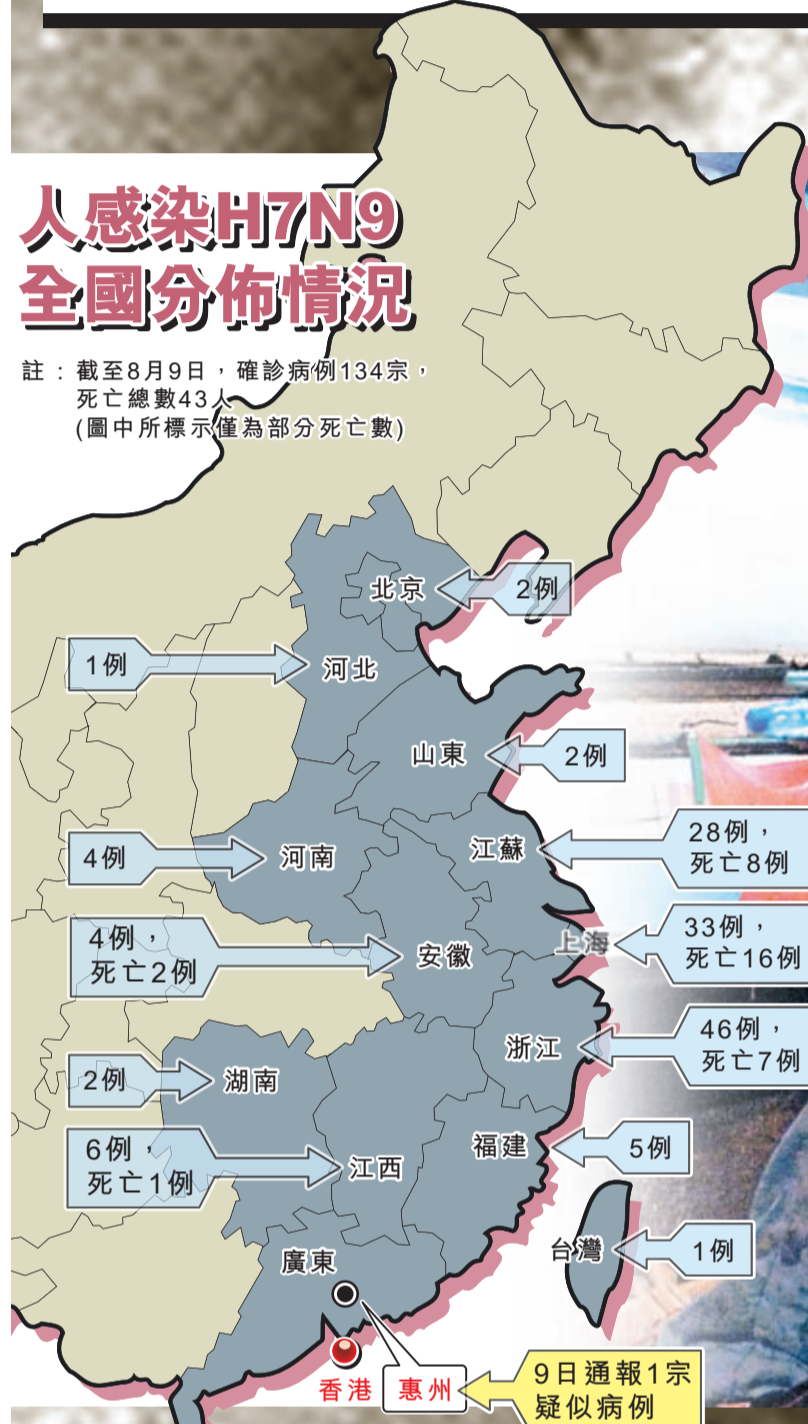 人感染H7N9
全國分佈情況
註：截至8月9日，確診病例134宗，
死亡總數43人
(圖中所標示僅為部分死亡數)
北京
2例
1例
河北
山東
2例
4例
河南
江蘇
28例，
死亡8例
4例，
死亡2例
安徽
上海
33例，
死亡16例
浙江
46例，
死亡7例
2例
湖南
6例，
死亡1例
江西
福建
5例
台灣
1例
廣東
香港
惠州
9日通報1宗
疑似病例